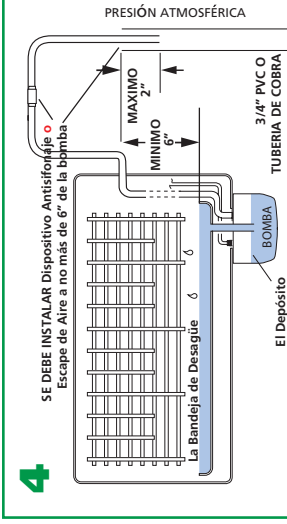 4
SE DEBE INSTALAR Dispositivo Antisifonaje o
Escape de Aire a no más de 6" de la bomba
PRESIÓN ATMOSFÉRICA
MAXIMO
2"
MINIMO
6"
3/4" PVC O
TUBERIA DE COBRA
La Bandeja de Desagüe
BOMBA
El Depósito